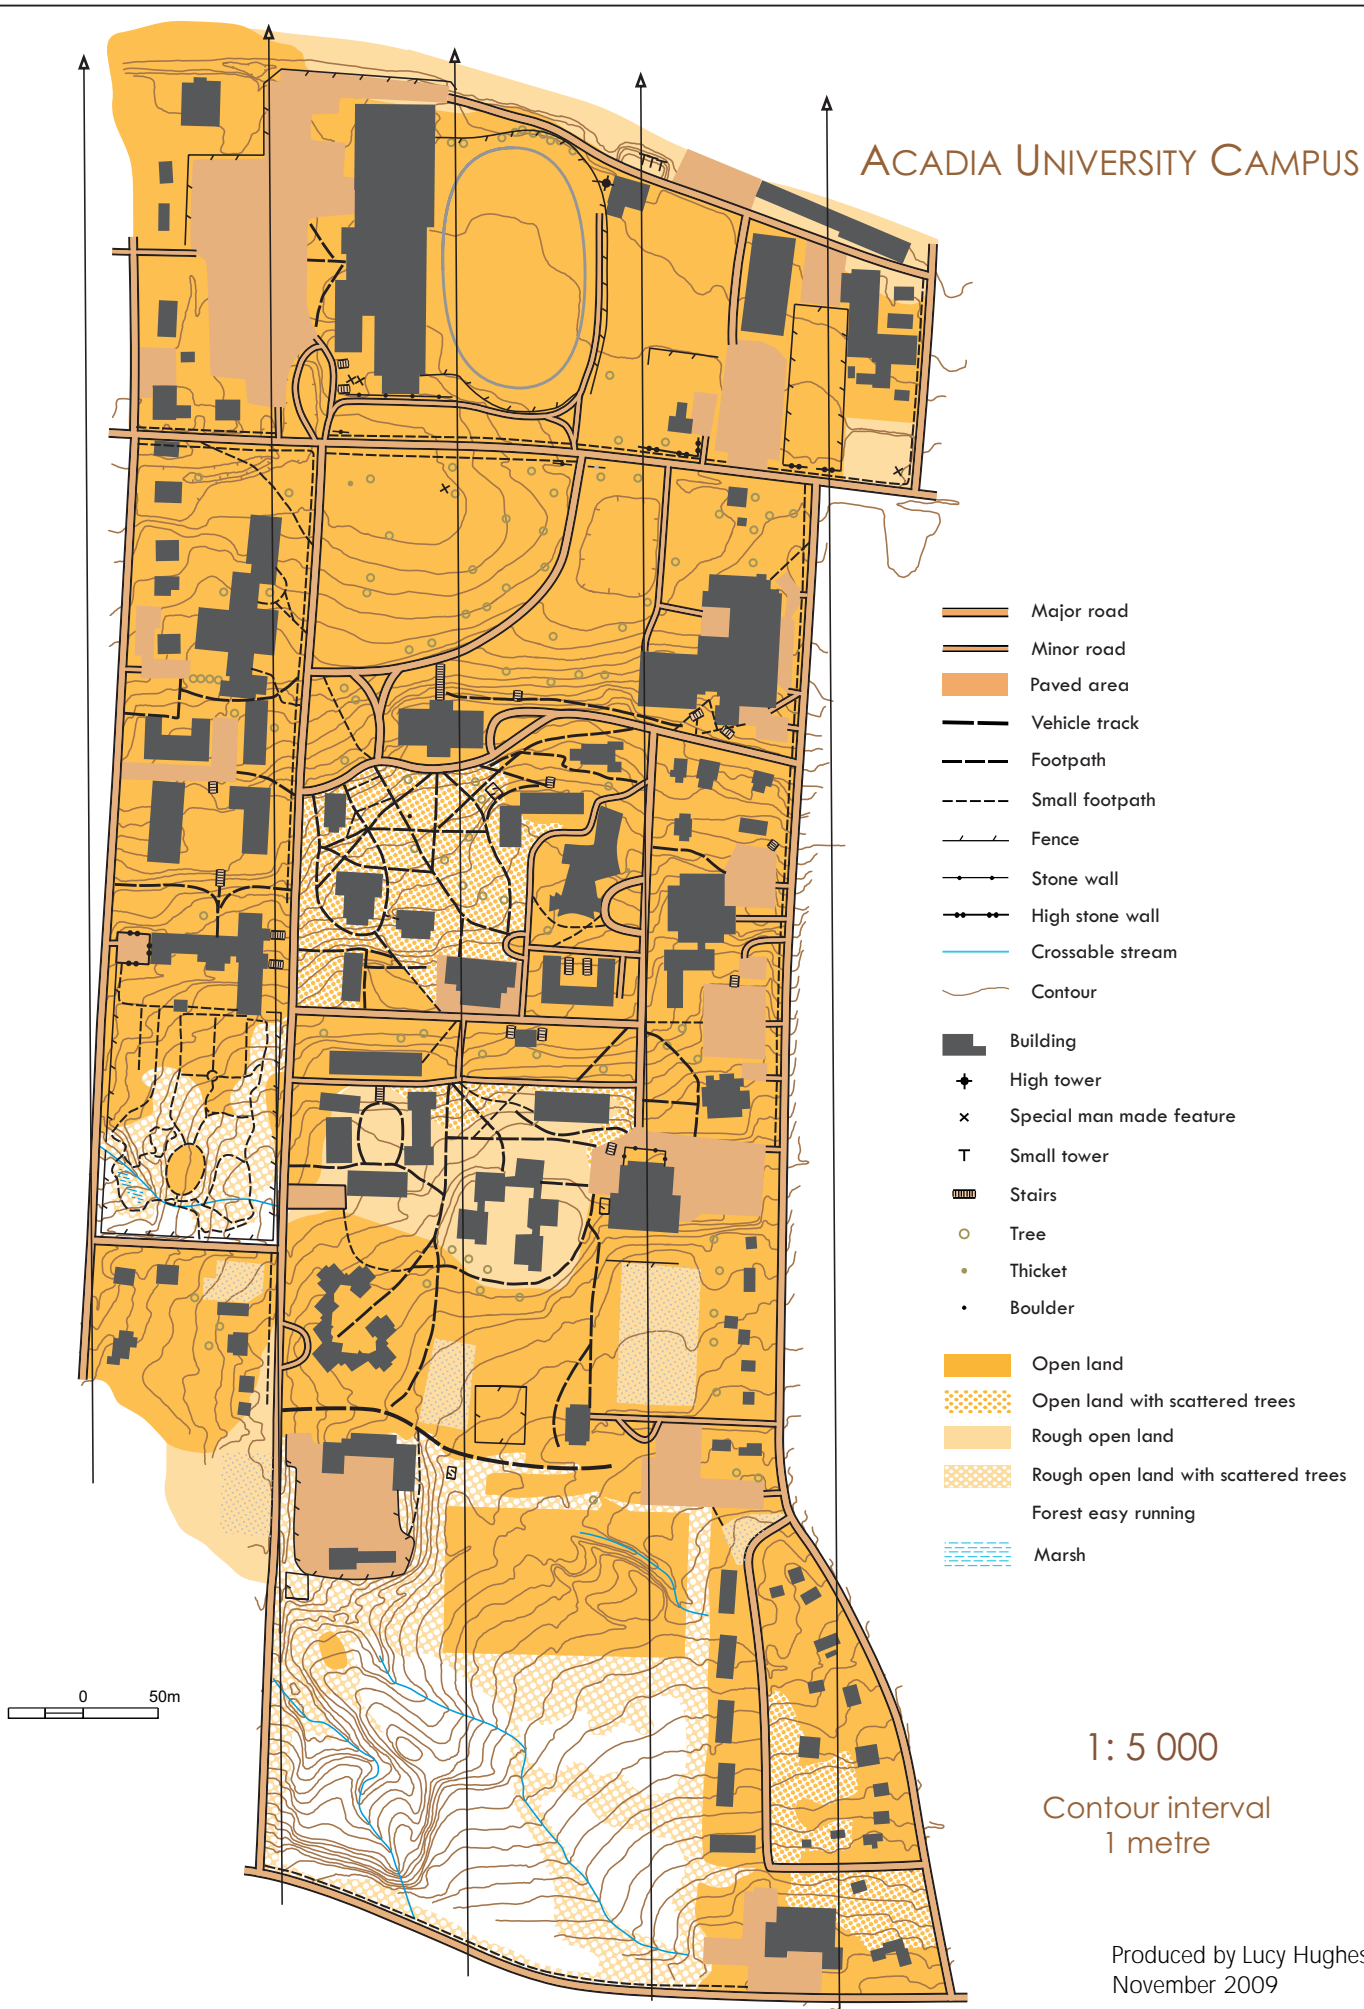 ACADIA UNIVERSITY CAMPUS
Major road
Minor road
Paved area
Vehicle track
Footpath
Small footpath
Fence
Stone wall
High stone wall
Crossable stream
Contour
Building
High tower
Special man made feature
Small tower
Stairs
Tree
Thicket
Boulder
Open land
Open land with scattered trees
Rough open land
Rough open land with scattered trees
Forest easy running
Marsh
0 50m
1: 5 000
Contour interval
1 metre
Produced by Lucy Hughes
November 2009